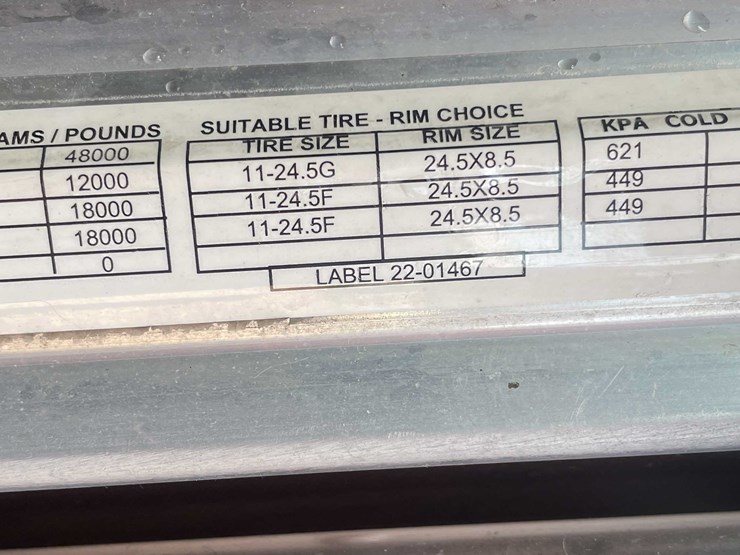 AMS / POUNDS SUITABLE TIRE - RIM CHOICE KPA COLD
48000 TIRE SIZE RIM SIZE
12000 11-24.5G 24.5X8.5 621
18000 11-24.5F 24.5X8.5 449
18000 11-24.5F 24.5X8.5 449
0
LABEL 22-01467